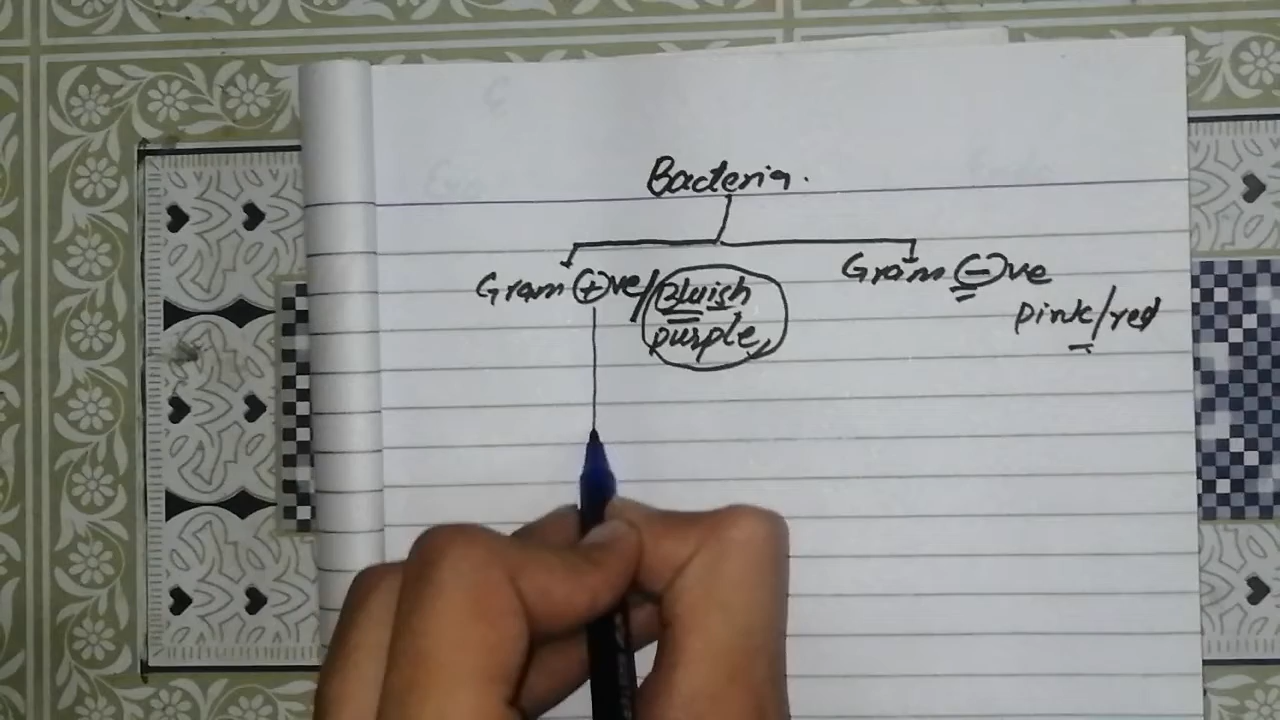 Bacteria.
Gram (+)ve/Bluish purple
Gram (-)ve
pink/red